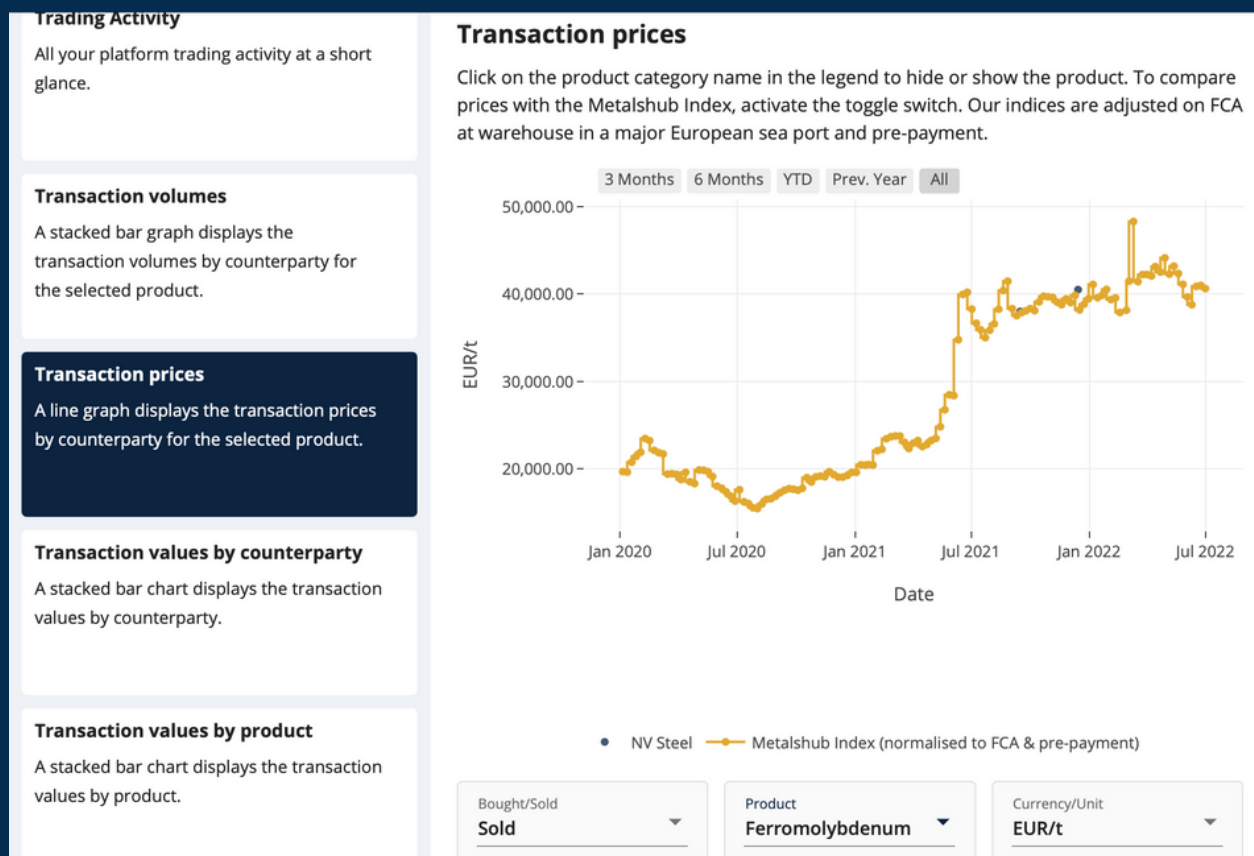 Trading Activity
All your platform trading activity at a short
glance.
Transaction volumes
A stacked bar graph displays the
transaction volumes by counterparty for
the selected product.
Transaction prices
A line graph displays the transaction prices
by counterparty for the selected product.
Transaction values by counterparty
A stacked bar chart displays the transaction
values by counterparty.
Transaction values by product
A stacked bar chart displays the transaction
values by product.
Transaction prices
Click on the product category name in the legend to hide or show the product. To compare
prices with the Metalshub Index, activate the toggle switch. Our indices are adjusted on FCA
at warehouse in a major European sea port and pre-payment.
3 Months 6 Months YTD Prev. Year All
50,000.00
40,000.00
30,000.00
20,000.00
EUR/t
Jan 2020 Jul 2020 Jan 2021 Jul 2021 Jan 2022 Jul 2022
Date
NV Steel Metalshub Index (normalised to FCA & pre-payment)
Bought/Sold
Sold
Product
Ferromolybdenum
Currency/Unit
EUR/t